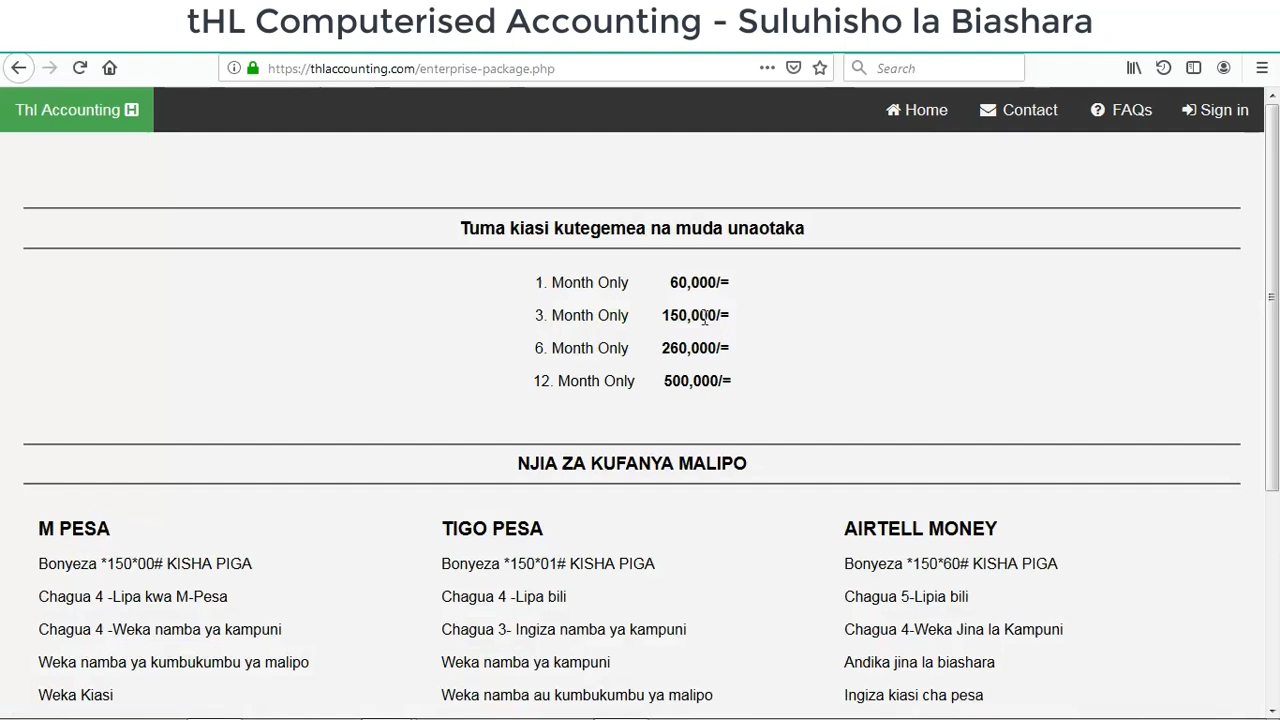 tHL Computerised Accounting - Suluhisho la Biashara
https://thlaccounting.com/enterprise-package.php
Search
Thl Accounting
Home
Contact
FAQs
Sign in
Tuma kiasi kutegemea na muda unaotaka
1. Month Only 60,000/=
3. Month Only 150,000/=
6. Month Only 260,000/=
12. Month Only 500,000/=
NJIA ZA KUFANYA MALIPO
M PESA
Bonyeza *150*00# KISHA PIGA
Chagua 4 -Lipa kwa M-Pesa
Chagua 4 -Weka namba ya kampuni
Weka namba ya kumbukumbu ya malipo
Weka Kiasi
TIGO PESA
Bonyeza *150*01# KISHA PIGA
Chagua 4 -Lipa bili
Chagua 3- Ingiza namba ya kampuni
Weka namba ya kampuni
Weka namba au kumbukumbu ya malipo
AIRTELL MONEY
Bonyeza *150*60# KISHA PIGA
Chagua 5-Lipia bili
Chagua 4-Weka Jina la Kampuni
Andika jina la biashara
Ingiza kiasi cha pesa